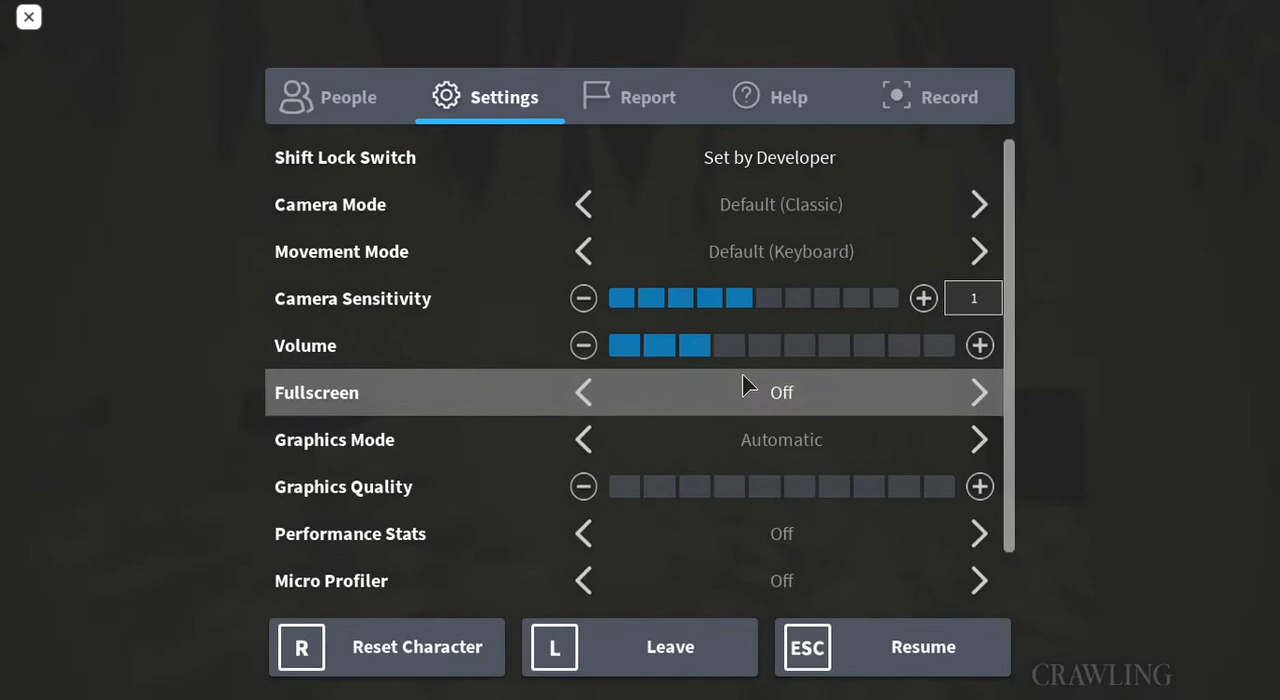 People
Settings
Report
Help
Record
Shift Lock Switch Set by Developer
Camera Mode Default (Classic)
Movement Mode Default (Keyboard)
Camera Sensitivity 1
Volume
Fullscreen Off
Graphics Mode Automatic
Graphics Quality
Performance Stats Off
Micro Profiler Off
R Reset Character
L Leave
ESC Resume
CRAWLING